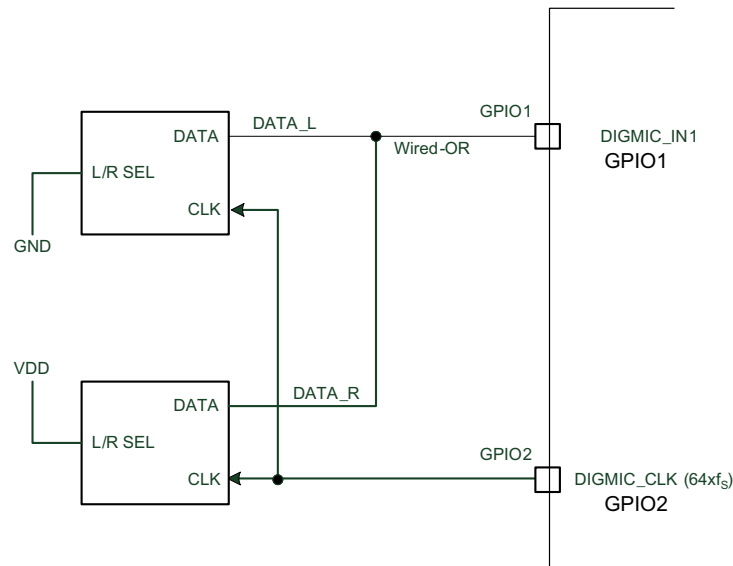 GPIO1
DATA DATA_L
Wired-OR
DIGMIC_IN1
GPIO1
L/R SEL
CLK
GND
VDD
DATA DATA_R
L/R SEL
GPIO2
CLK
DIGMIC_CLK (64xfS)
GPIO2